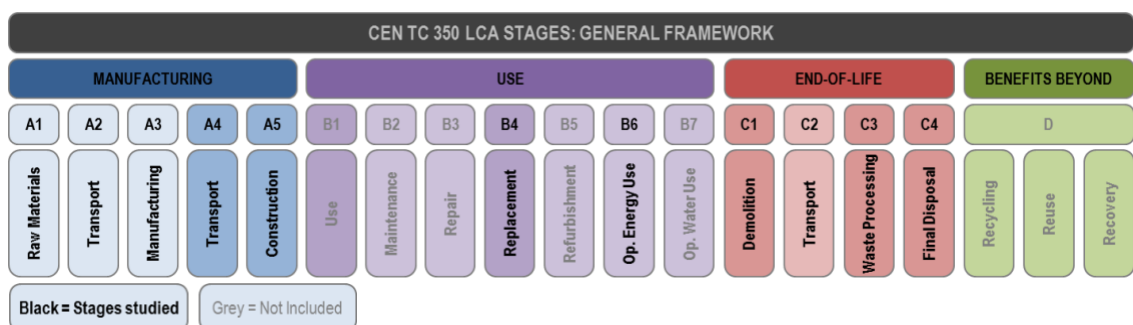 CEN TC 350 LCA STAGES: GENERAL FRAMEWORK
MANUFACTURING USE END-OF-LIFE BENEFITS BEYOND
A1 A2 A3 A4 A5 B1 B2 B3 B4 B5 B6 B7 C1 C2 C3 C4 D
Raw Materials
Transport
Manufacturing
Transport
Construction
Use
Maintenance
Repair
Replacement
Refurbishment
Op. Energy Use
Op. Water Use
Demolition
Transport
Waste Processing
Final Disposal
Recycling
Reuse
Recovery
Black = Stages studied Grey = Not Included